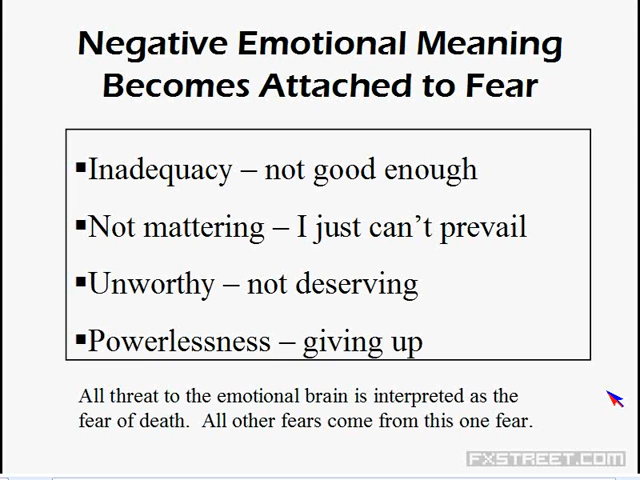 Negative Emotional Meaning
Becomes Attached to Fear
▪Inadequacy – not good enough
▪Not mattering – I just can’t prevail
▪Unworthy – not deserving
▪Powerlessness – giving up
All threat to the emotional brain is interpreted as the
fear of death.  All other fears come from this one fear.
FXSTREET.COM